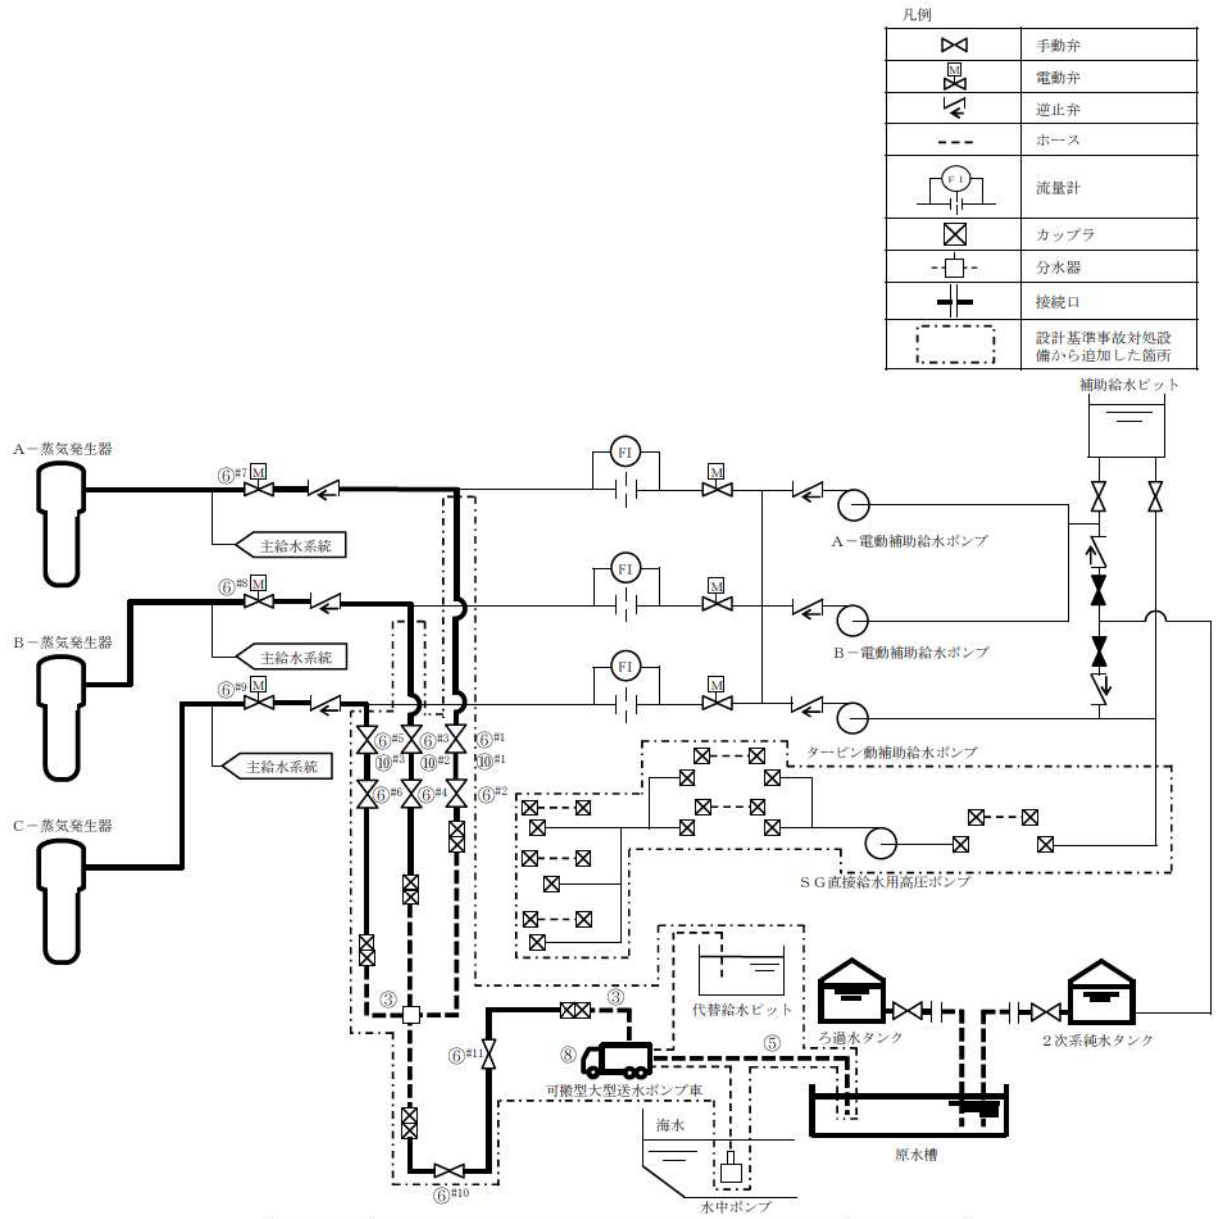 凡例
手動弁
M
電動弁
逆止弁
ホース
FI
流量計
カップラ
分水器
接続口
設計基準事故対処設
備から追加した箇所
補助給水ピット
A－蒸気発生器
⑥#7
M
FI
M
主給水系統
A－電動補助給水ポンプ
⑥#8
M
FI
M
B－蒸気発生器
主給水系統
B－電動補助給水ポンプ
⑥#9
M
FI
M
主給水系統
⑥#5
⑥#3
⑥#1
タービン動補助給水ポンプ
⑩#3
⑩#2
⑩#1
⑥#6
⑥#4
⑥#2
C－蒸気発生器
SG直接給水用高圧ポンプ
③
③
代替給水ピット
ろ過水タンク
2次系純水タンク
⑥#11
⑧
⑤
可搬型大型送水ポンプ車
海水
原水槽
⑥#10
水中ポンプ